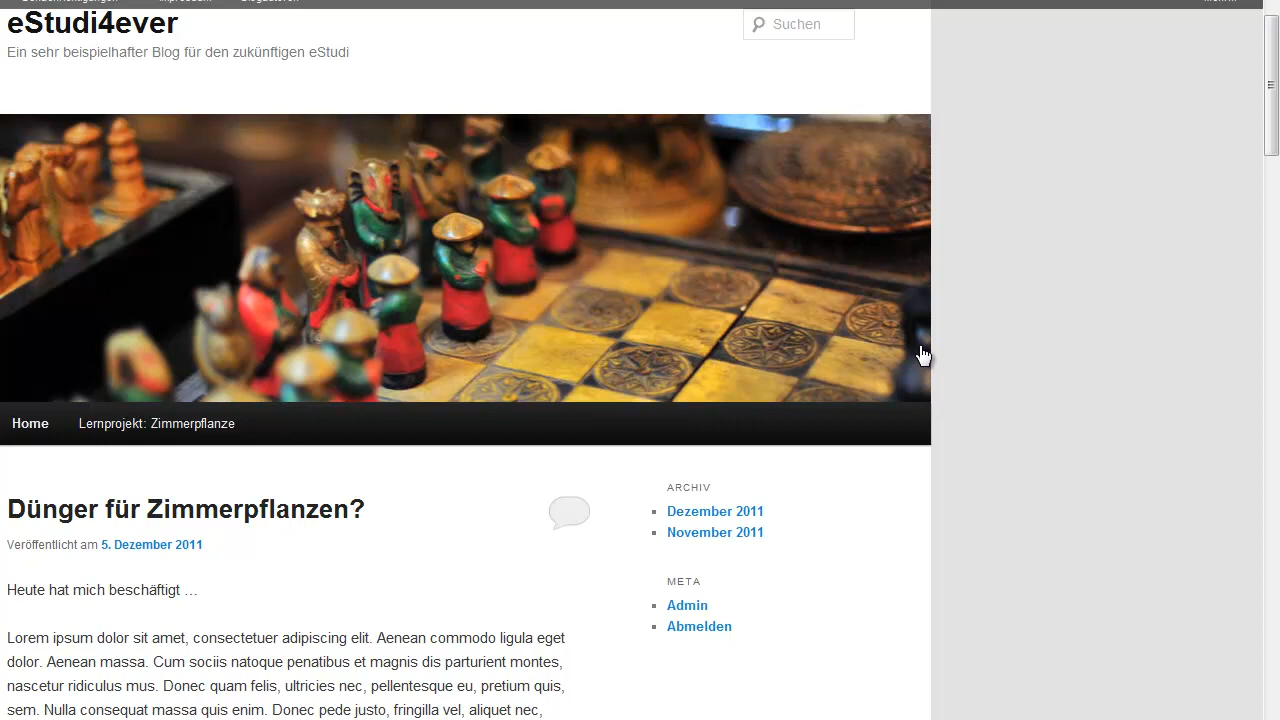 eStudi4ever
Suchen
Ein sehr beispielhafter Blog für den zukünftigen eStudi
Home
Lernprojekt: Zimmerpflanze
Dünger für Zimmerpflanzen?
Veröffentlicht am 5. Dezember 2011
Heute hat mich beschäftigt …
Lorem ipsum dolor sit amet, consectetuer adipiscing elit. Aenean commodo ligula eget
dolor. Aenean massa. Cum sociis natoque penatibus et magnis dis parturient montes,
nascetur ridiculus mus. Donec quam felis, ultricies nec, pellentesque eu, pretium quis,
sem. Nulla consequat massa quis enim. Donec pede justo, fringilla vel, aliquet nec,
ARCHIV
Dezember 2011
November 2011
META
Admin
Abmelden